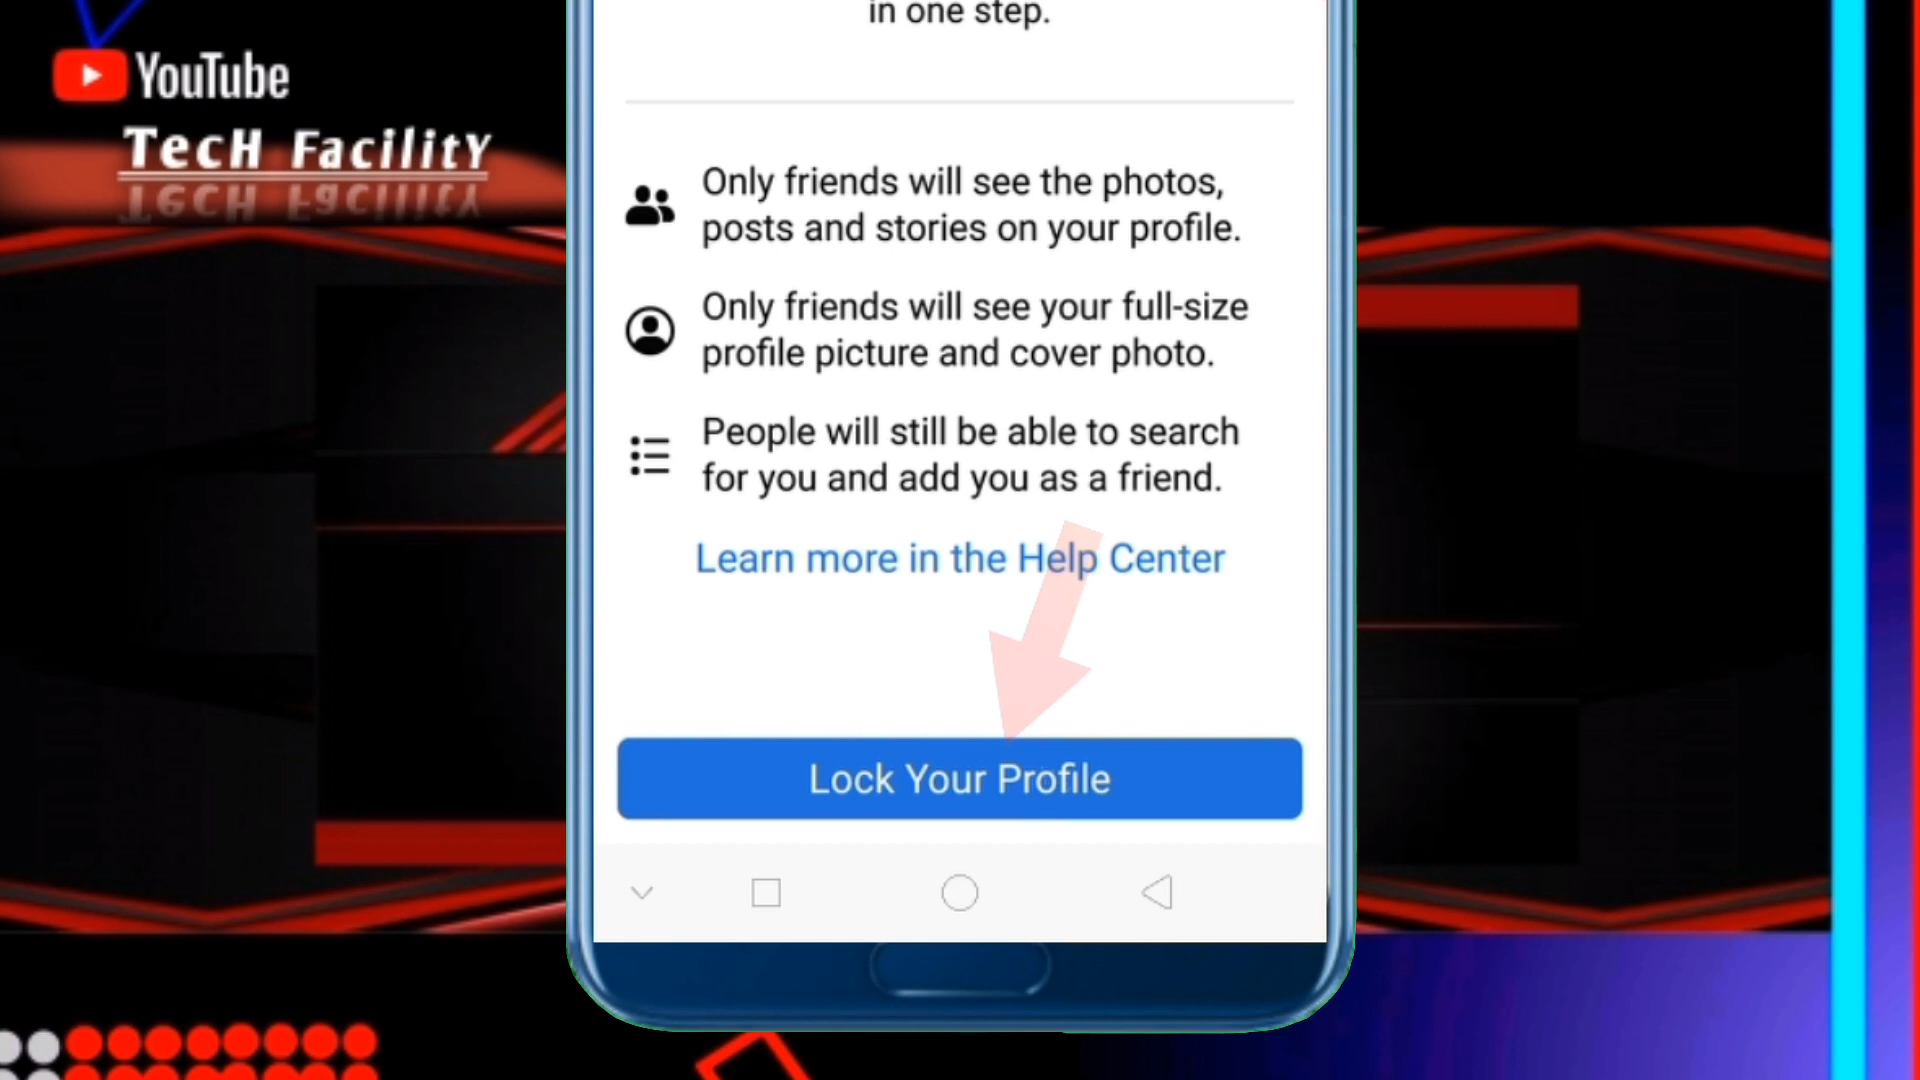 in one step.
YouTube
TecH FacilitY
Only friends will see the photos,
posts and stories on your profile.
Only friends will see your full-size
profile picture and cover photo.
People will still be able to search
for you and add you as a friend.
Learn more in the Help Center
Lock Your Profile